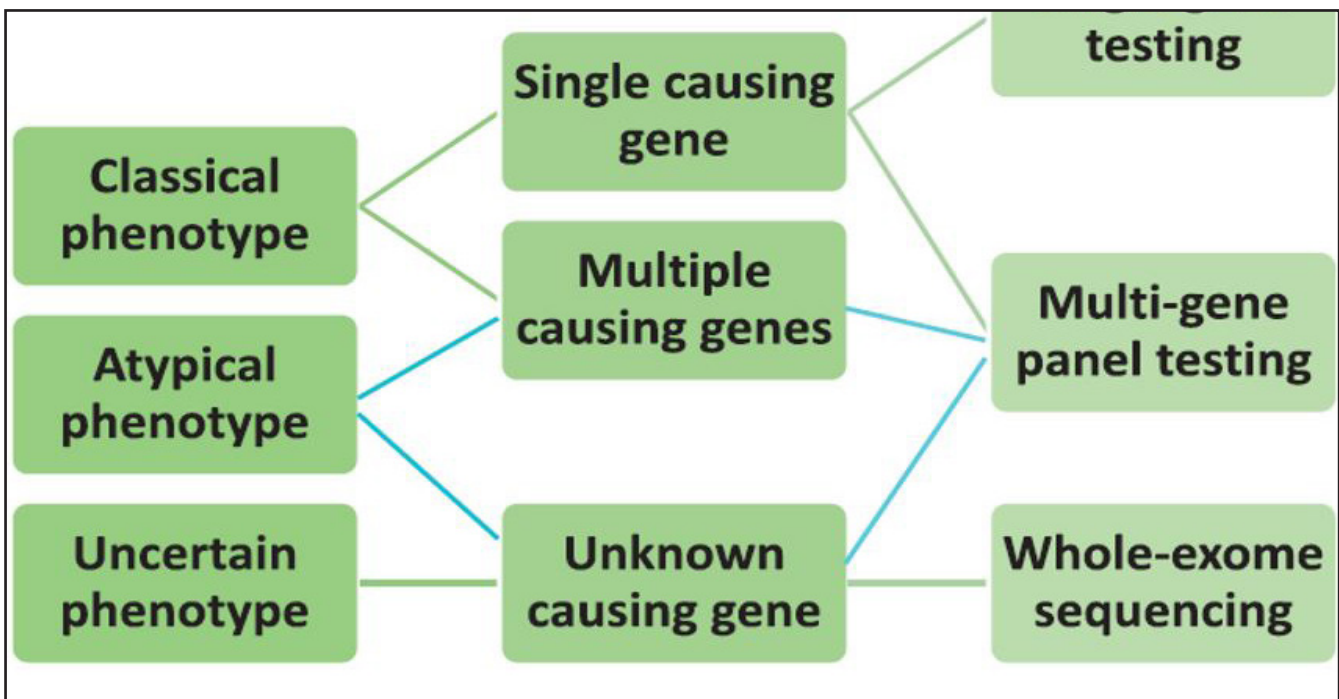 testing
Single causing
gene
Classical
phenotype
Multiple
causing genes
Multi-gene
panel testing
Atypical
phenotype
Uncertain
phenotype
Unknown
causing gene
Whole-exome
sequencing